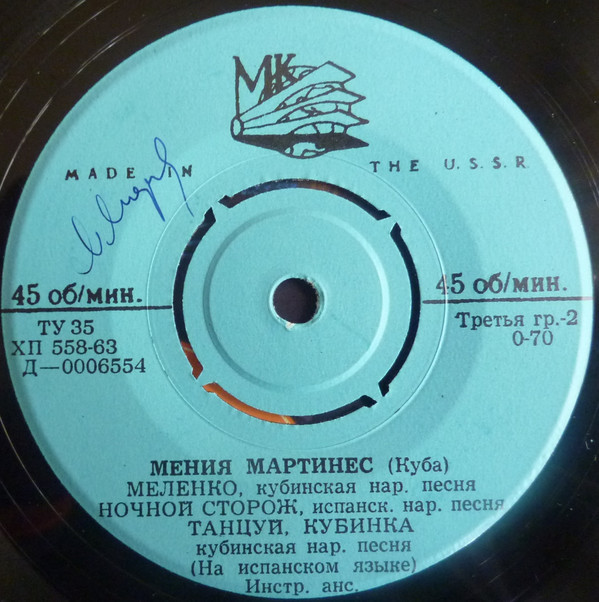 МК
MADE IN THE U.S.S.R.
45 об/мин. 45 об/мин.
ТУ 35
ХП 558-63
Д—0006554
Третья гр.-2
0-70
МЕНИЯ МАРТИНЕС (Куба)
МЕЛЕНКО, кубинская нар. песня
НОЧНОЙ СТОРОЖ, испанск. нар. песня
ТАНЦУЙ, КУБИНКА
кубинская нар. песня
(На испанском языке)
Инстр. анс.